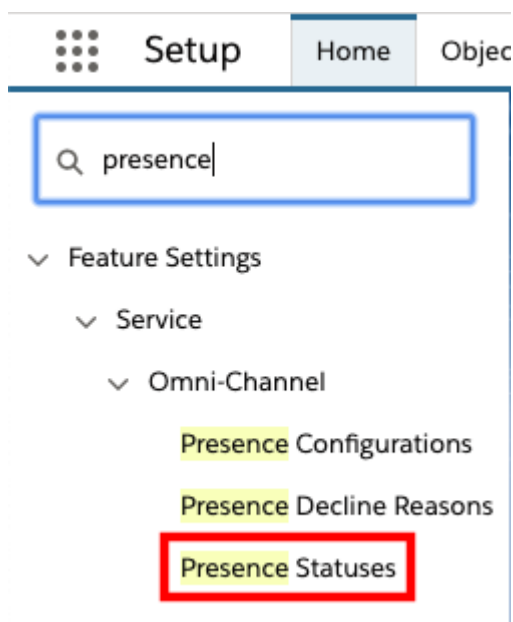 Setup Home Objec
presence
Feature Settings
Service
Omni-Channel
Presence Configurations
Presence Decline Reasons
Presence Statuses